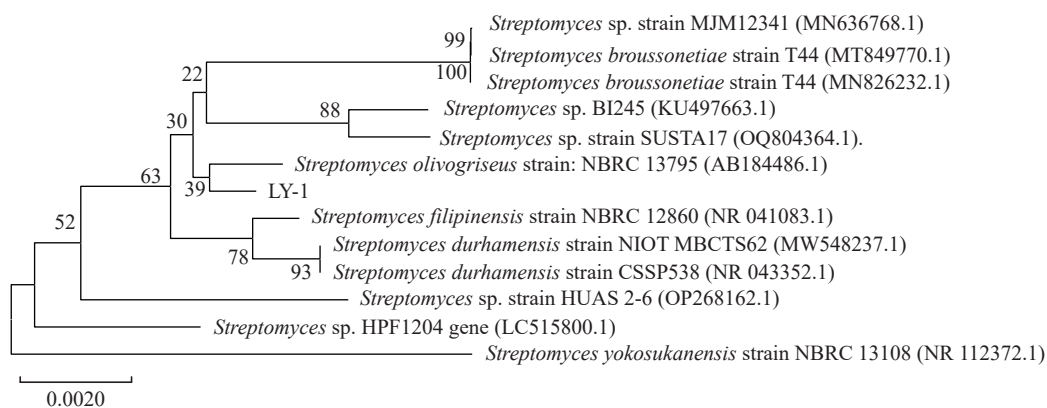 Streptomyces sp. strain MJM12341 (MN636768.1)
99
Streptomyces broussonetiae strain T44 (MT849770.1)
100
Streptomyces broussonetiae strain T44 (MN826232.1)
22
88
Streptomyces sp. BI245 (KU497663.1)
30
Streptomyces sp. strain SUSTA17 (OQ804364.1).
Streptomyces olivogriseus strain: NBRC 13795 (AB184486.1)
63
39
LY-1
52
Streptomyces filipinensis strain NBRC 12860 (NR 041083.1)
Streptomyces durhamensis strain NIOT MBCTS62 (MW548237.1)
78
93
Streptomyces durhamensis strain CSSP538 (NR 043352.1)
Streptomyces sp. strain HUAS 2-6 (OP268162.1)
Streptomyces sp. HPF1204 gene (LC515800.1)
Streptomyces yokosukanensis strain NBRC 13108 (NR 112372.1)
0.0020